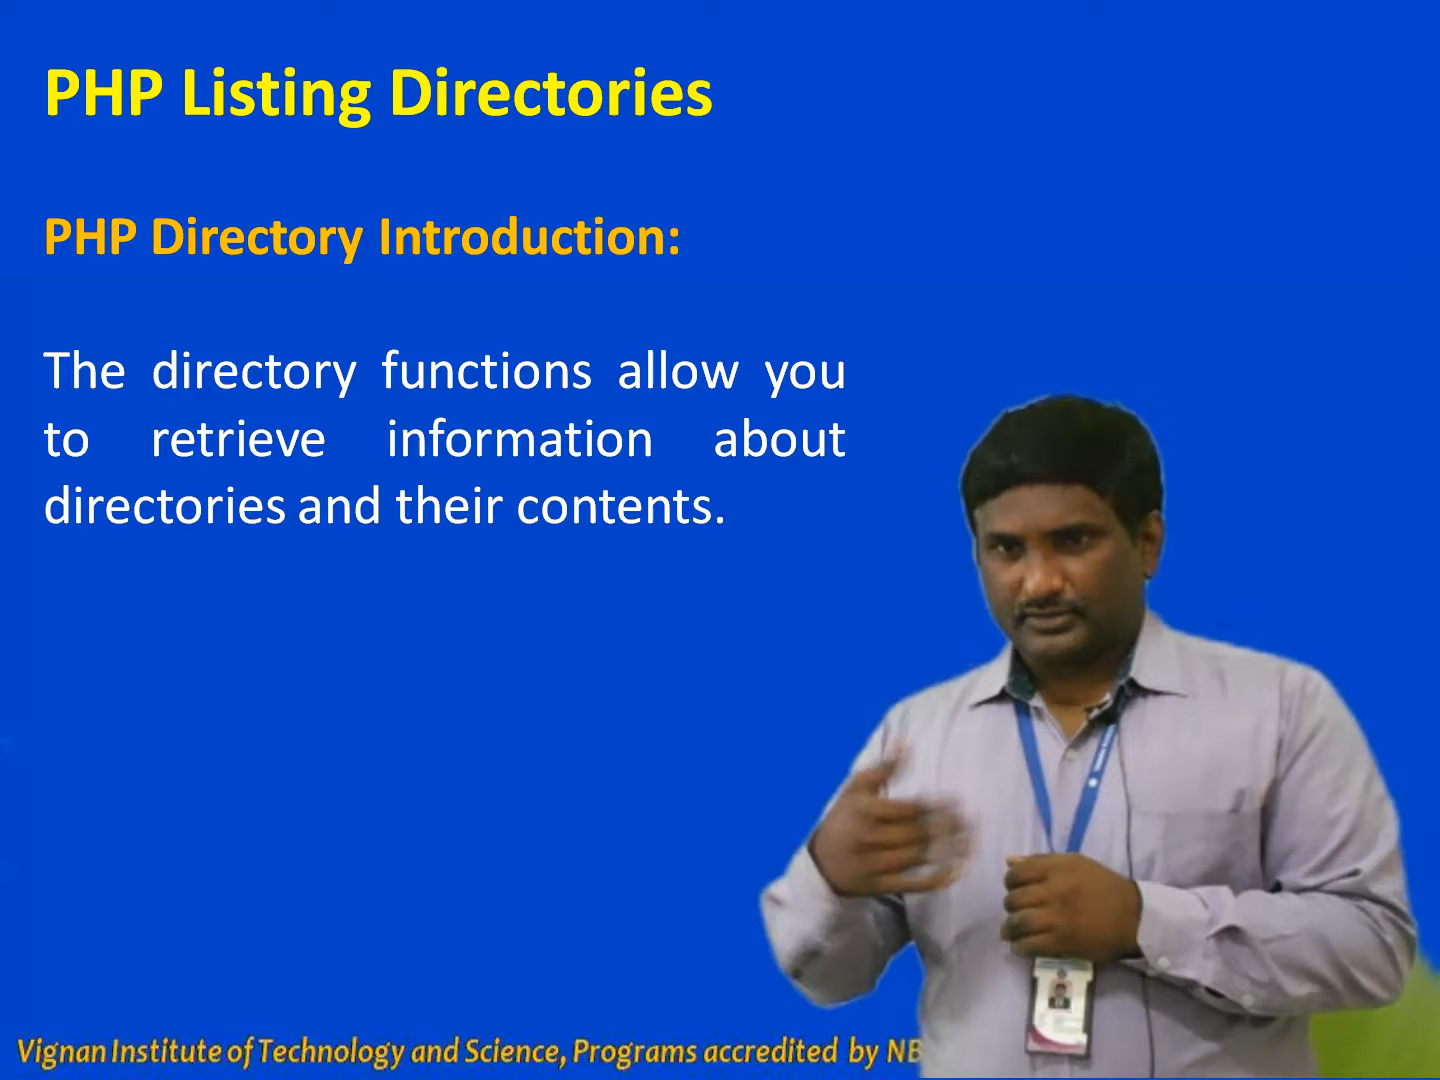 PHP Listing Directories
PHP Directory Introduction:
The directory functions allow you
to retrieve information about
directories and their contents.
Vignan Institute of Technology and Science, Programs accredited by NB